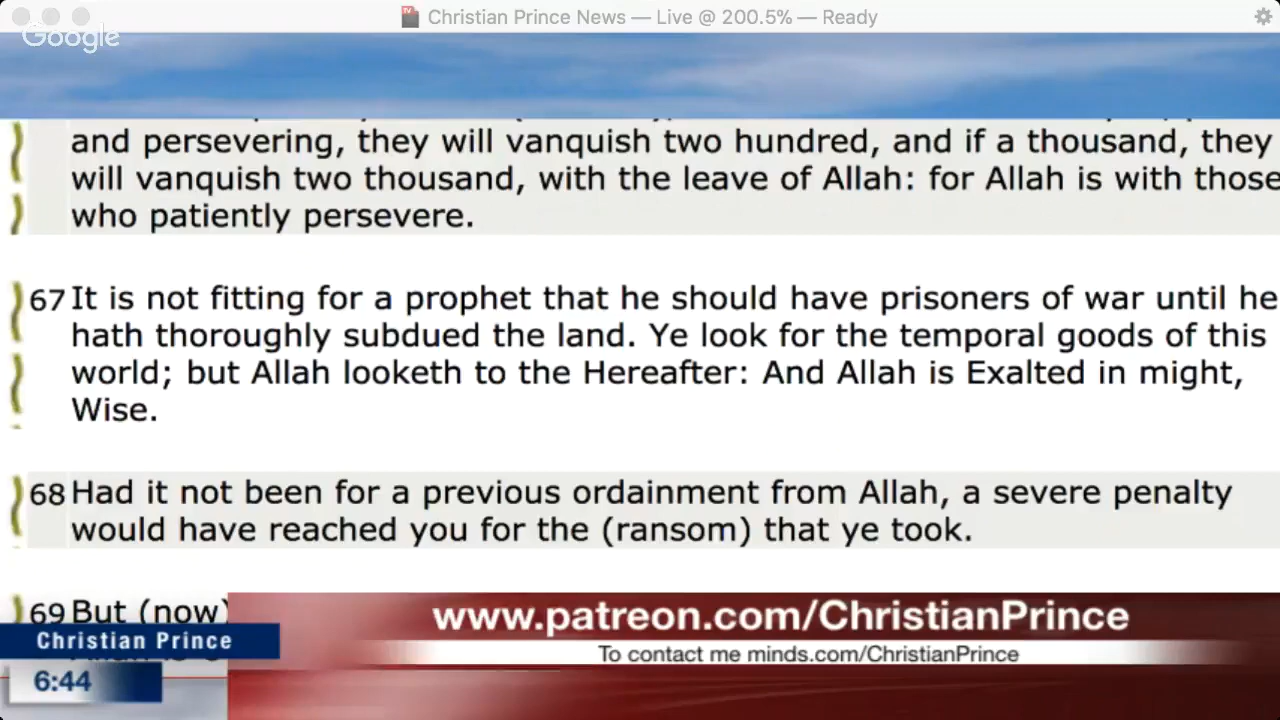 Christian Prince News — Live @ 200.5% — Ready
Google
and persevering, they will vanquish two hundred, and if a thousand, they
will vanquish two thousand, with the leave of Allah: for Allah is with those
who patiently persevere.
67 It is not fitting for a prophet that he should have prisoners of war until he
hath thoroughly subdued the land. Ye look for the temporal goods of this
world; but Allah looketh to the Hereafter: And Allah is Exalted in might,
Wise.
68 Had it not been for a previous ordainment from Allah, a severe penalty
would have reached you for the (ransom) that ye took.
69 But (now)
www.patreon.com/ChristianPrince
Christian Prince
To contact me minds.com/ChristianPrince
6:44